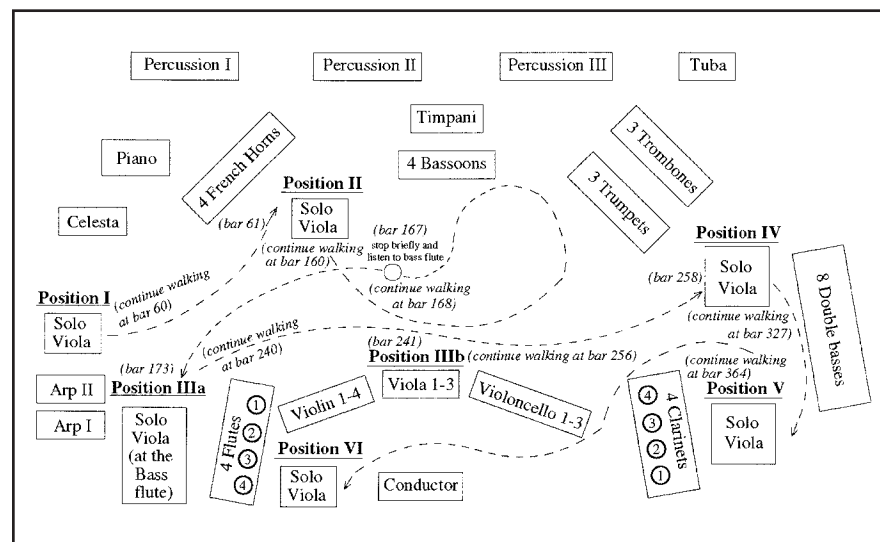 Percussion I
Percussion II
Percussion III
Tuba
Timpani
3 Trombones
Piano
4 French Horns
4 Bassoons
3 Trumpets
Position II
Solo
Viola
Celesta
(bar 61)
(bar 167)
stop briefly and
listen to bass flute
(continue walking
at bar 160)
(continue walking
at bar 168)
Position IV
Solo
Viola
(bar 258)
8 Double basses
Position I
Solo
Viola
(continue walking
at bar 60)
(continue walking
at bar 327)
(continue walking
at bar 240)
(bar 241)
Position IIIb
(continue walking at bar 256)
Viola 1-3
(continue walking
at bar 364)
(bar 173)
Position IIIa
Solo
Viola
(at the
Bass
flute)
Arp II
Arp I
4 Flutes
1
2
3
4
Violin 1-4
Violoncello 1-3
4 Clarinets
4
3
2
1
Position V
Solo
Viola
Position VI
Solo
Viola
Conductor